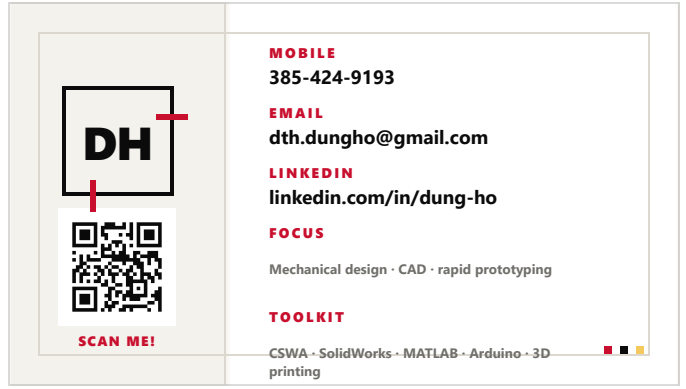 DH
SCAN ME!
MOBILE
385-424-9193
EMAIL
dth.dungho@gmail.com
LINKEDIN
linkedin.com/in/dung-ho
FOCUS
Mechanical design · CAD · rapid prototyping
TOOLKIT
CSWA · SolidWorks · MATLAB · Arduino · 3D
printing